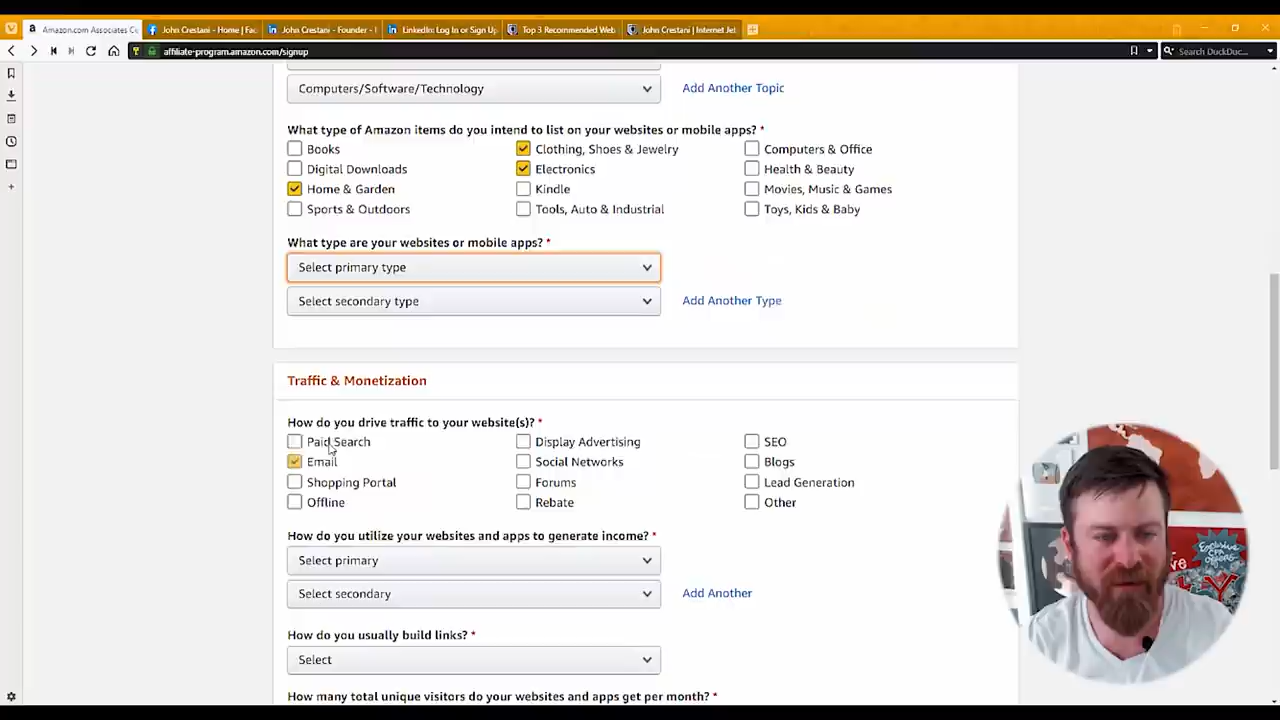 Amazon.com Associates Ce
John Crestani - Home | Fac
John Crestani - Founder - I
LinkedIn: Log In or Sign Up
Top 3 Recommended Web
John Crestani | Internet Jet
affiliate-program.amazon.com/signup
Search DuckDuc...
Computers/Software/Technology
Add Another Topic
What type of Amazon items do you intend to list on your websites or mobile apps? *
Books
Clothing, Shoes & Jewelry
Computers & Office
Digital Downloads
Electronics
Health & Beauty
Home & Garden
Kindle
Movies, Music & Games
Sports & Outdoors
Tools, Auto & Industrial
Toys, Kids & Baby
What type are your websites or mobile apps? *
Select primary type
Select secondary type
Add Another Type
Traffic & Monetization
How do you drive traffic to your website(s)? *
Paid Search
Display Advertising
SEO
Email
Social Networks
Blogs
Shopping Portal
Forums
Lead Generation
Offline
Rebate
Other
How do you utilize your websites and apps to generate income? *
Select primary
Select secondary
Add Another
How do you usually build links? *
Select
How many total unique visitors do your websites and apps get per month? *
Exclusive
CPA
Offers